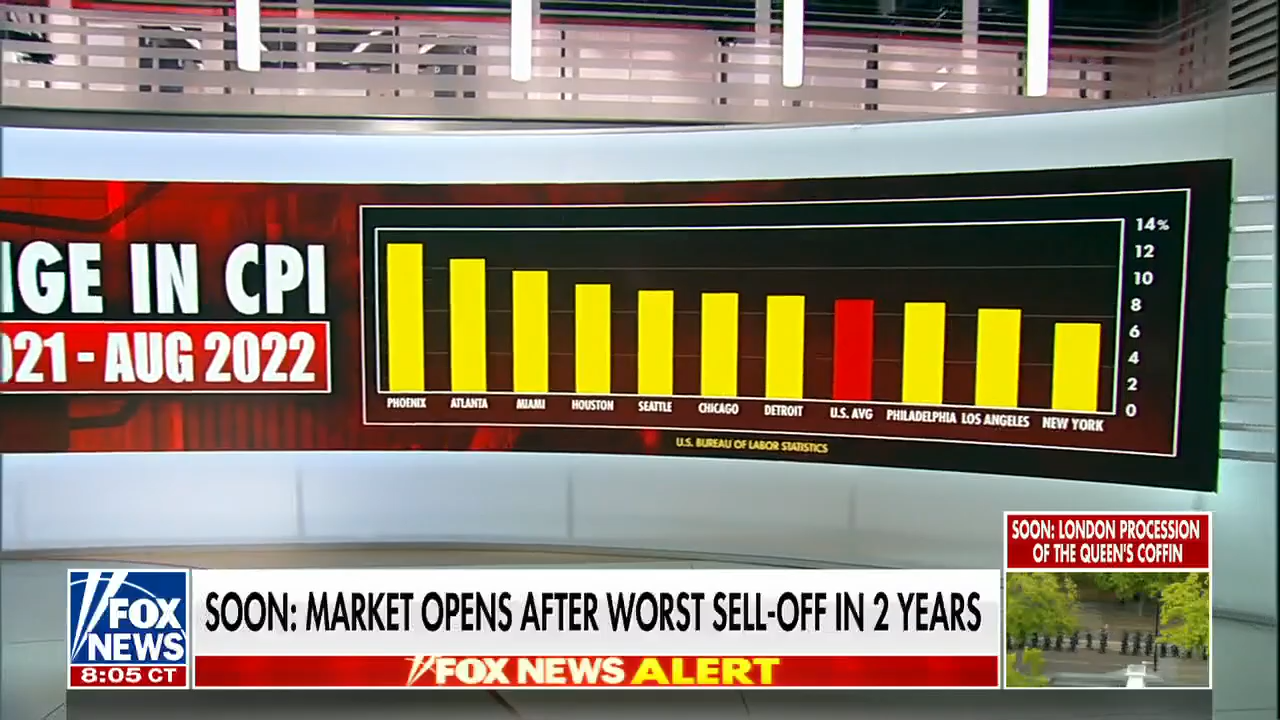 IGE IN CPI
021 - AUG 2022
14%
12
10
8
6
4
2
0
PHOENIX ATLANTA MIAMI HOUSTON SEATTLE CHICAGO DETROIT U.S. AVG PHILADELPHIA LOS ANGELES NEW YORK
U.S. BUREAU OF LABOR STATISTICS
SOON: LONDON PROCESSION
OF THE QUEEN'S COFFIN
FOX
NEWS
8:05 CT
SOON: MARKET OPENS AFTER WORST SELL-OFF IN 2 YEARS
FOX NEWS ALERT